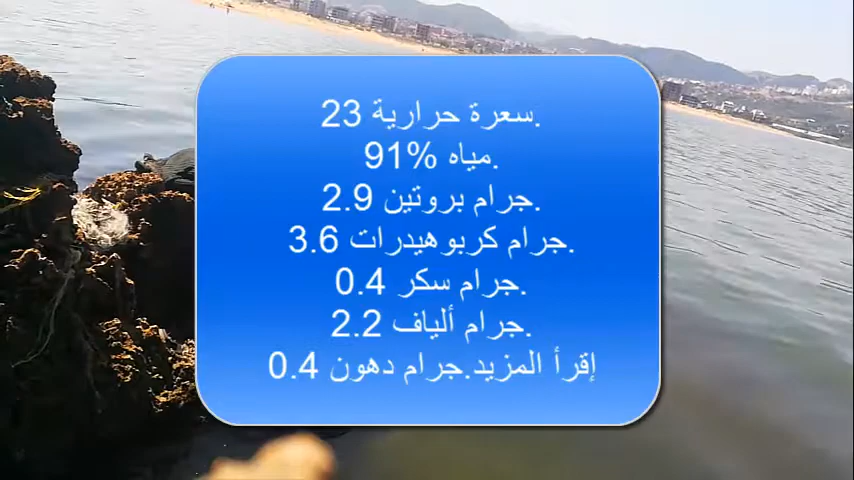 23 سعرة حرارية.
91% مياه.
2.9 جرام بروتين.
3.6 جرام كربوهيدرات.
0.4 جرام سكر.
2.2 جرام ألياف.
0.4 جرام دهون.إقرأ المزيد